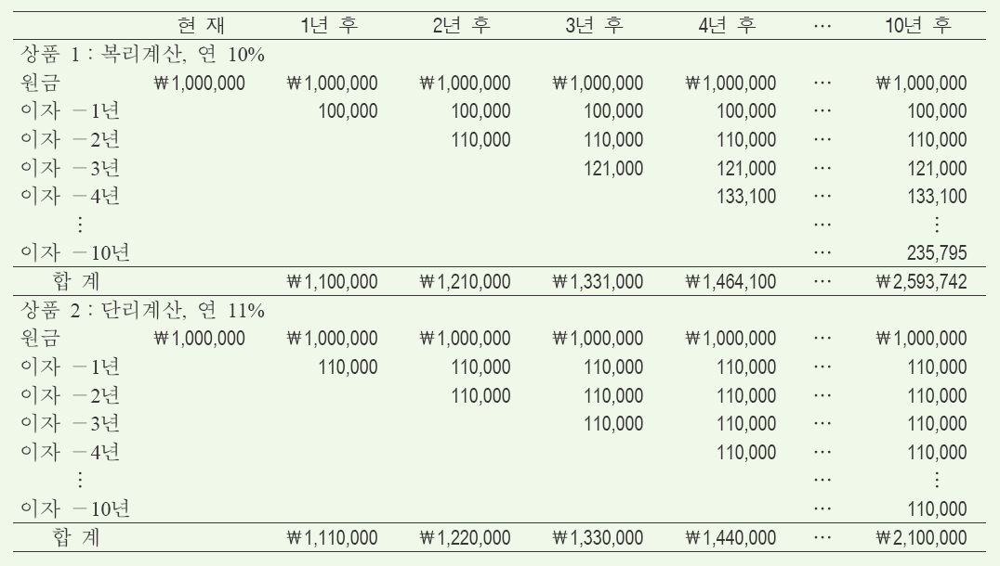 현 재 1년 후 2년 후 3년 후 4년 후 … 10년 후
상품 1 : 복리계산, 연 10%
원금 ₩1,000,000 ₩1,000,000 ₩1,000,000 ₩1,000,000 ₩1,000,000 … ₩1,000,000
이자 －1년 100,000 100,000 100,000 100,000 … 100,000
이자 －2년 110,000 110,000 110,000 … 110,000
이자 －3년 121,000 121,000 … 121,000
이자 －4년 133,100 … 133,100
⋮ … ⋮
이자 －10년 … 235,795
합 계 ₩1,100,000 ₩1,210,000 ₩1,331,000 ₩1,464,100 … ₩2,593,742
상품 2 : 단리계산, 연 11%
원금 ₩1,000,000 ₩1,000,000 ₩1,000,000 ₩1,000,000 ₩1,000,000 … ₩1,000,000
이자 －1년 110,000 110,000 110,000 110,000 … 110,000
이자 －2년 110,000 110,000 110,000 … 110,000
이자 －3년 110,000 110,000 … 110,000
이자 －4년 110,000 … 110,000
⋮ … ⋮
이자 －10년 … 110,000
합 계 ₩1,110,000 ₩1,220,000 ₩1,330,000 ₩1,440,000 … ₩2,100,000